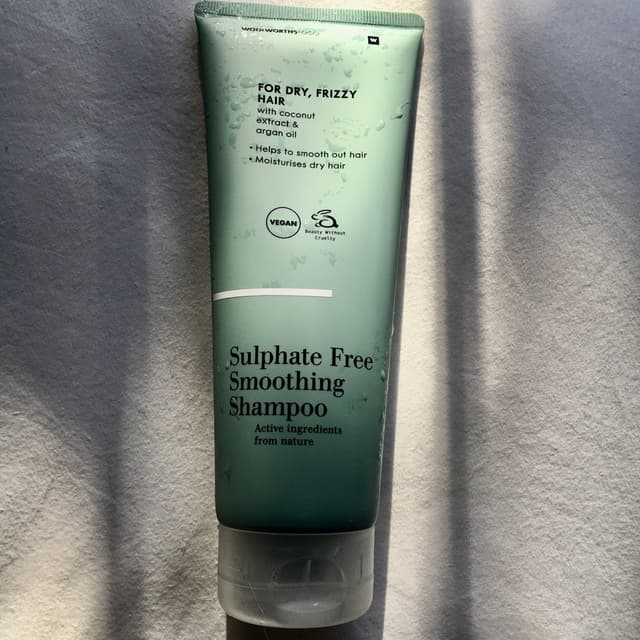 WOOLWORTHS
W
FOR DRY, FRIZZY
HAIR
with coconut
extract &
argan oil
• Helps to smooth out hair
• Moisturises dry hair
VEGAN
Beauty Without
Cruelty
Sulphate Free
Smoothing
Shampoo
Active ingredients
from nature